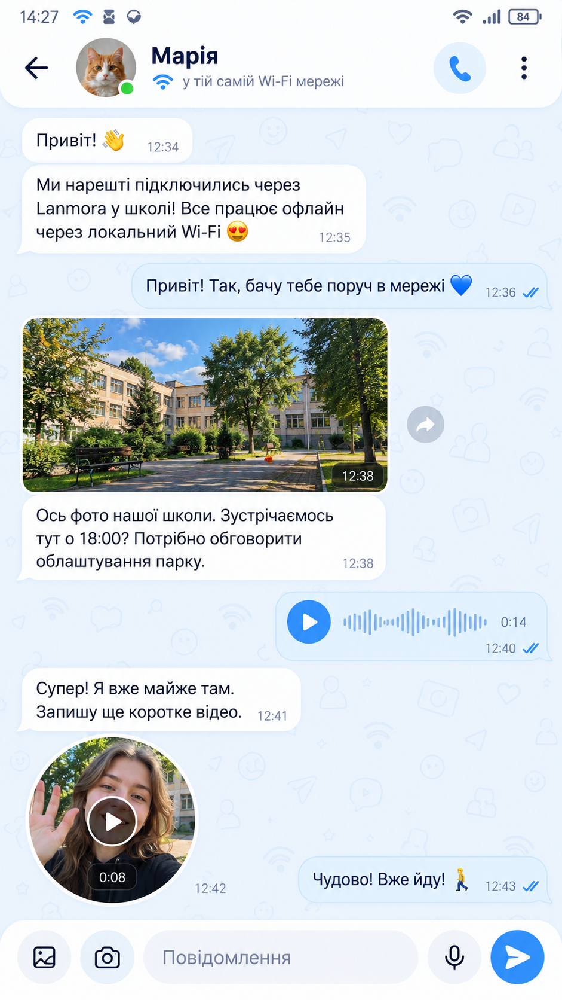 14:27
84
Марія
у тій самій Wi-Fi мережі
Привіт! 👋 12:34
Ми нарешті підключились через
Lanmora у школі! Все працює офлайн
через локальний Wi-Fi 😍 12:35
Привіт! Так, бачу тебе поруч в мережі 💙 12:36
12:38
Ось фото нашої школи. Зустрічаємось
тут о 18:00? Потрібно обговорити
облаштування парку. 12:38
0:14
12:40
Супер! Я вже майже там.
Запишу ще коротке відео. 12:41
0:08
12:42
Чудово! Вже йду! 🚶 12:43
Повідомлення